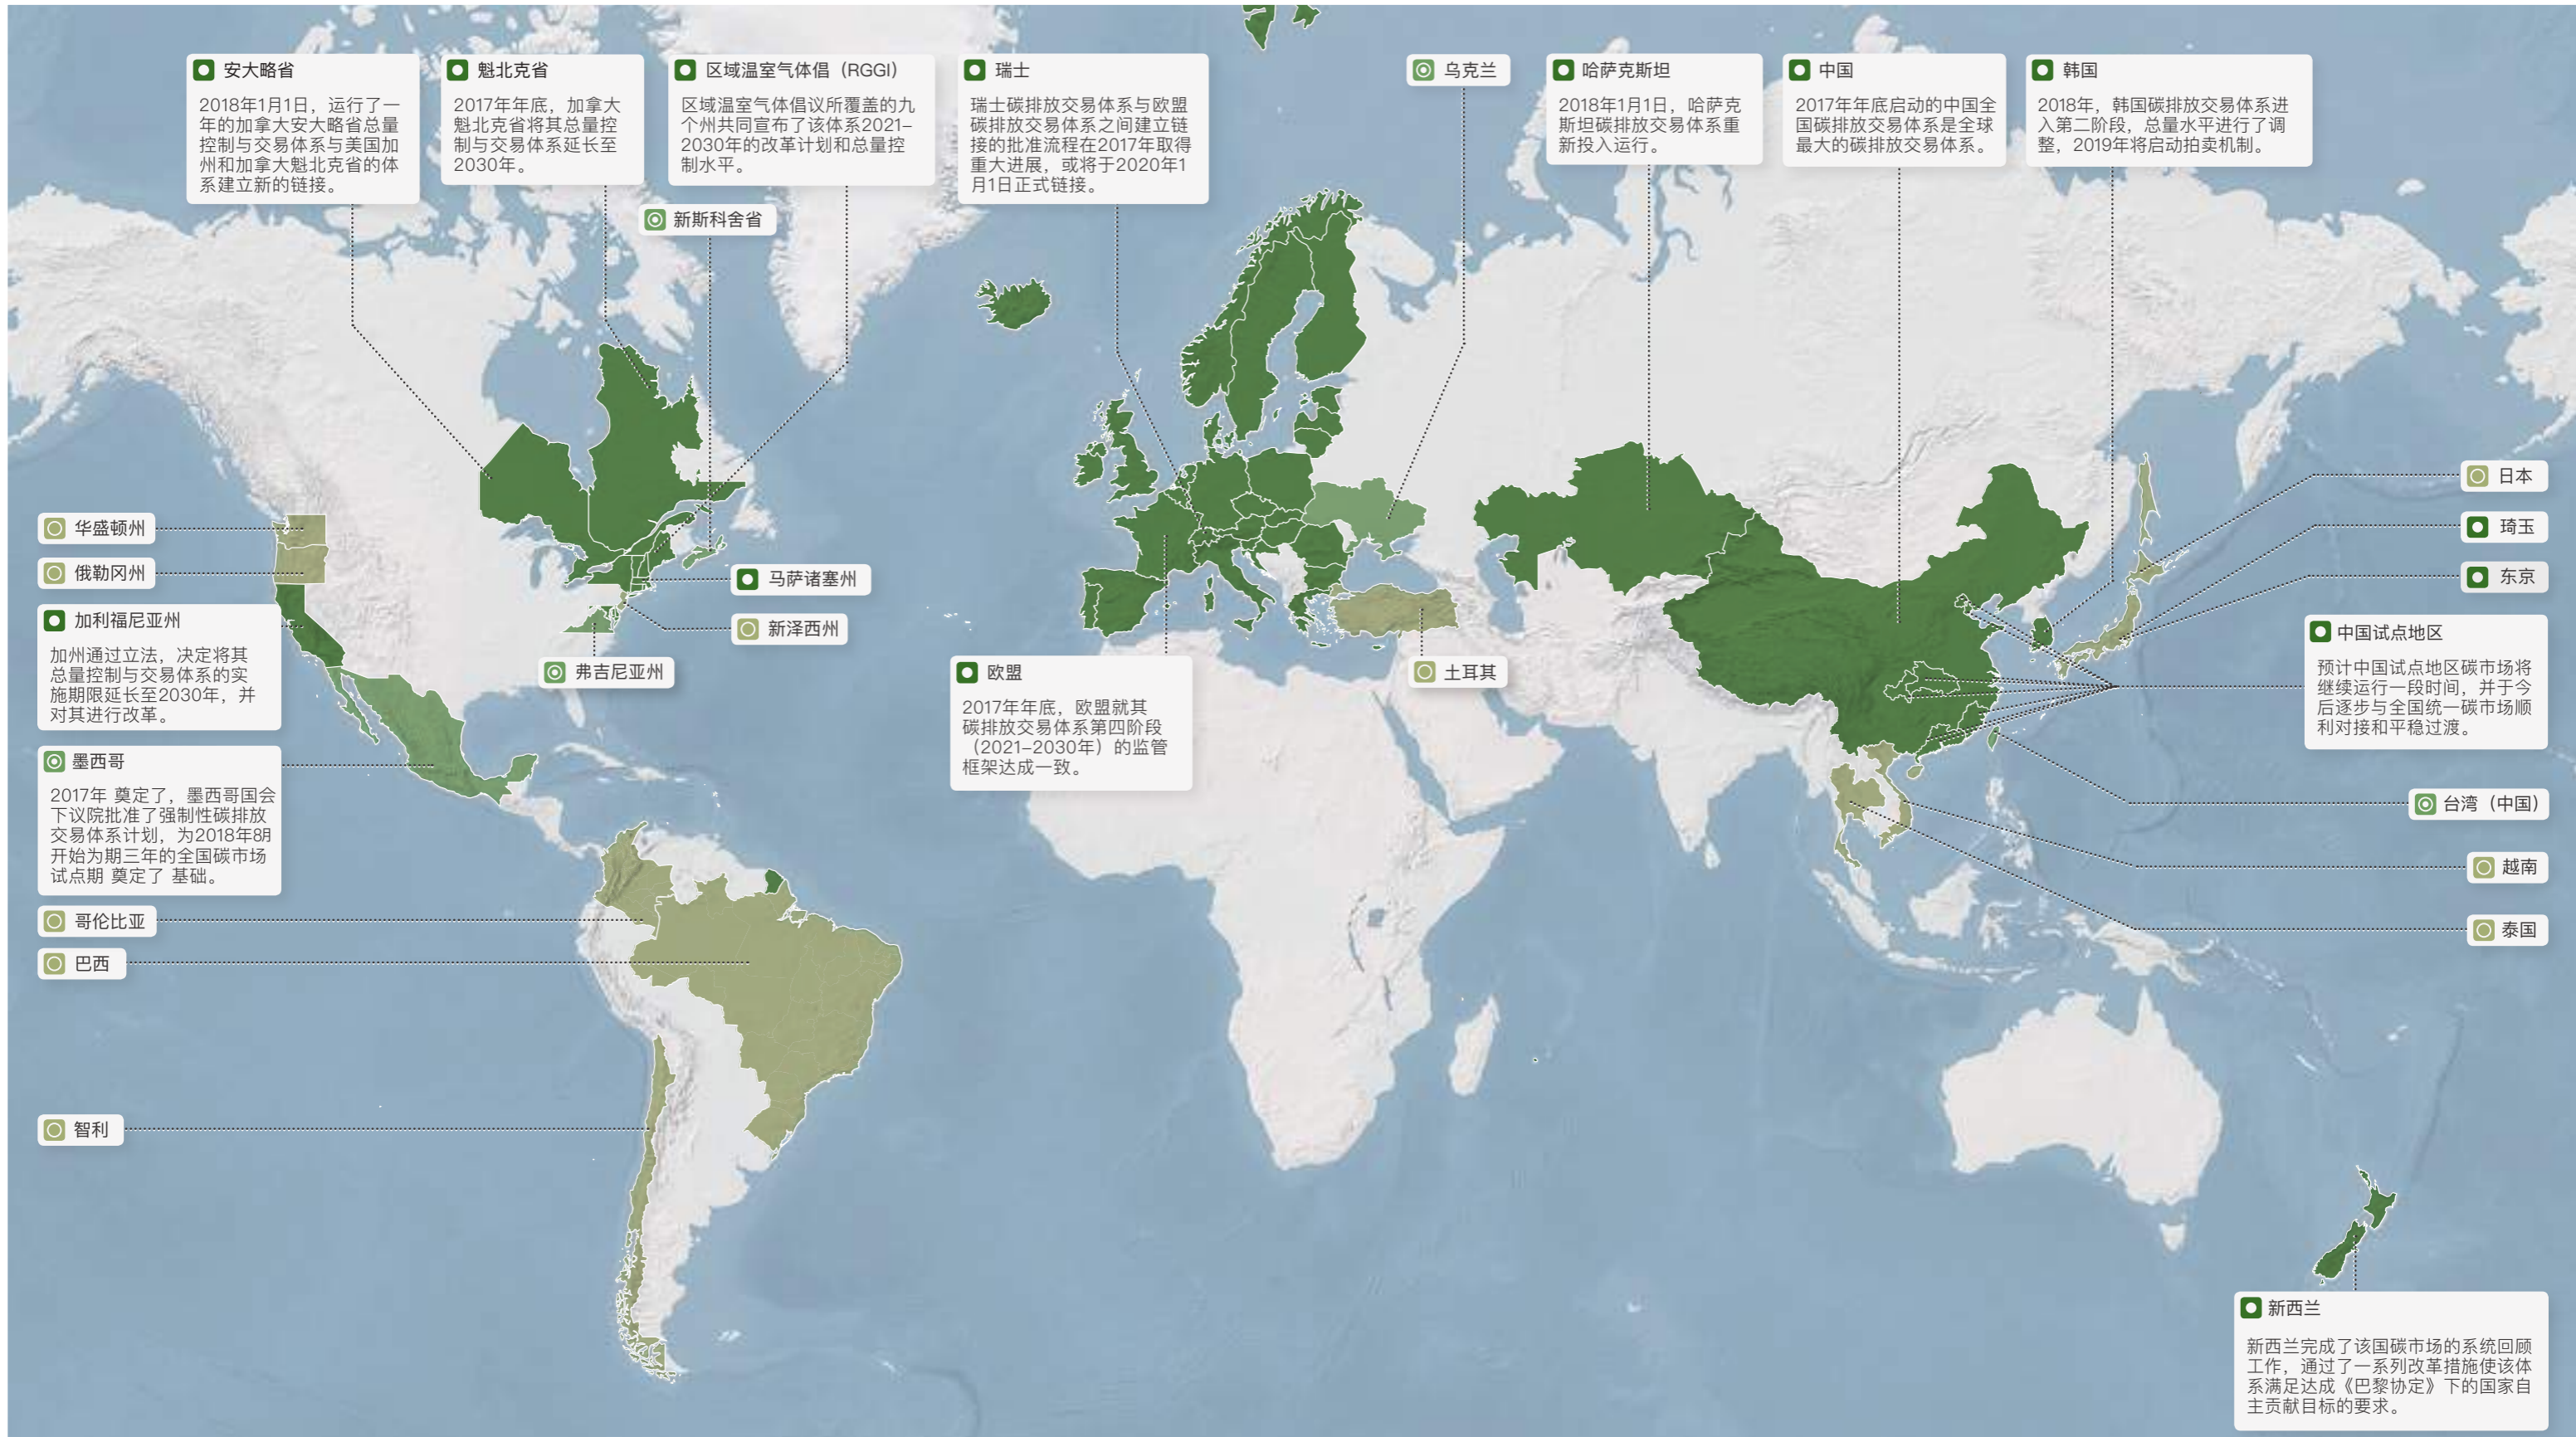 安大略省
2018年1月1日，运行了一
年的加拿大安大略省总量
控制与交易体系与美国加
州和加拿大魁北克省的体
系建立新的链接。
魁北克省
2017年年底，加拿大
魁北克省将其总量控
制与交易体系延长至
2030年。
区域温室气体倡（RGGI）
区域温室气体倡议所覆盖的九
个州共同宣布了该体系2021–
2030年的改革计划和总量控
制水平。
新斯科舍省
瑞士
瑞士碳排放交易体系与欧盟
碳排放交易体系之间建立链
接的批准流程在2017年取得
重大进展，或将于2020年1
月1日正式链接。
乌克兰
哈萨克斯坦
2018年1月1日，哈萨克
斯坦碳排放交易体系重
新投入运行。
中国
2017年年底启动的中国全
国碳排放交易体系是全球
最大的碳排放交易体系。
韩国
2018年，韩国碳排放交易体系进
入第二阶段，总量水平进行了调
整，2019年将启动拍卖机制。
华盛顿州
俄勒冈州
加利福尼亚州
加州通过立法，决定将其
总量控制与交易体系的实
施期限延长至2030年，并
对其进行改革。
墨西哥
2017年 奠定了，墨西哥国会
下议院批准了强制性碳排放
交易体系计划，为2018年8月
开始为期三年的全国碳市场
试点期 奠定了 基础。
哥伦比亚
巴西
智利
马萨诸塞州
新泽西州
弗吉尼亚州
欧盟
2017年年底，欧盟就其
碳排放交易体系第四阶段
（2021–2030年）的监管
框架达成一致。
土耳其
日本
琦玉
东京
中国试点地区
预计中国试点地区碳市场将
继续运行一段时间，并于今
后逐步与全国统一碳市场顺
利对接和平稳过渡。
台湾（中国）
越南
泰国
新西兰
新西兰完成了该国碳市场的系统回顾
工作，通过了一系列改革措施使该体
系满足达成《巴黎协定》下的国家自
主贡献目标的要求。